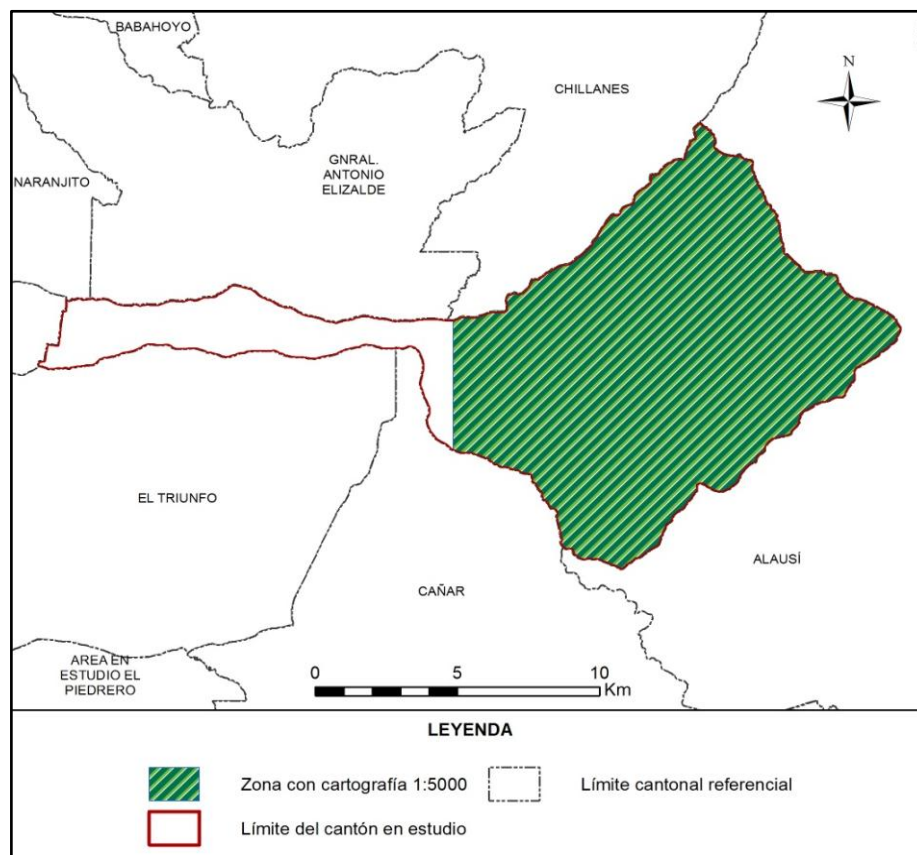 BABAHOYO
N
CHILLANES
GNRAL.
ANTONIO
ELIZALDE
NARANJITO
EL TRIUNFO
ALAUSÍ
CAÑAR
AREA EN
ESTUDIO EL
PIEDRERO
0 5 10
Km
LEYENDA
Zona con cartografía 1:5000
Límite cantonal referencial
Límite del cantón en estudio